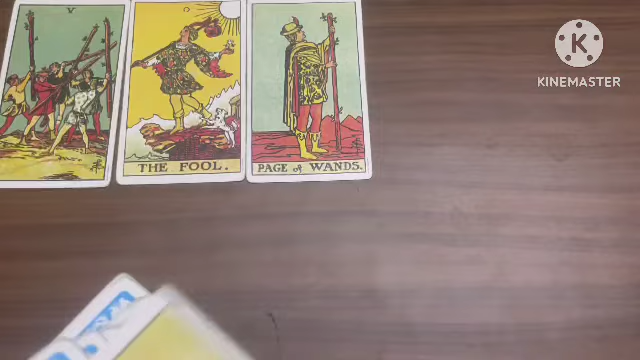 V
THE FOOL.
PAGE of WANDS.
K
KINEMASTER